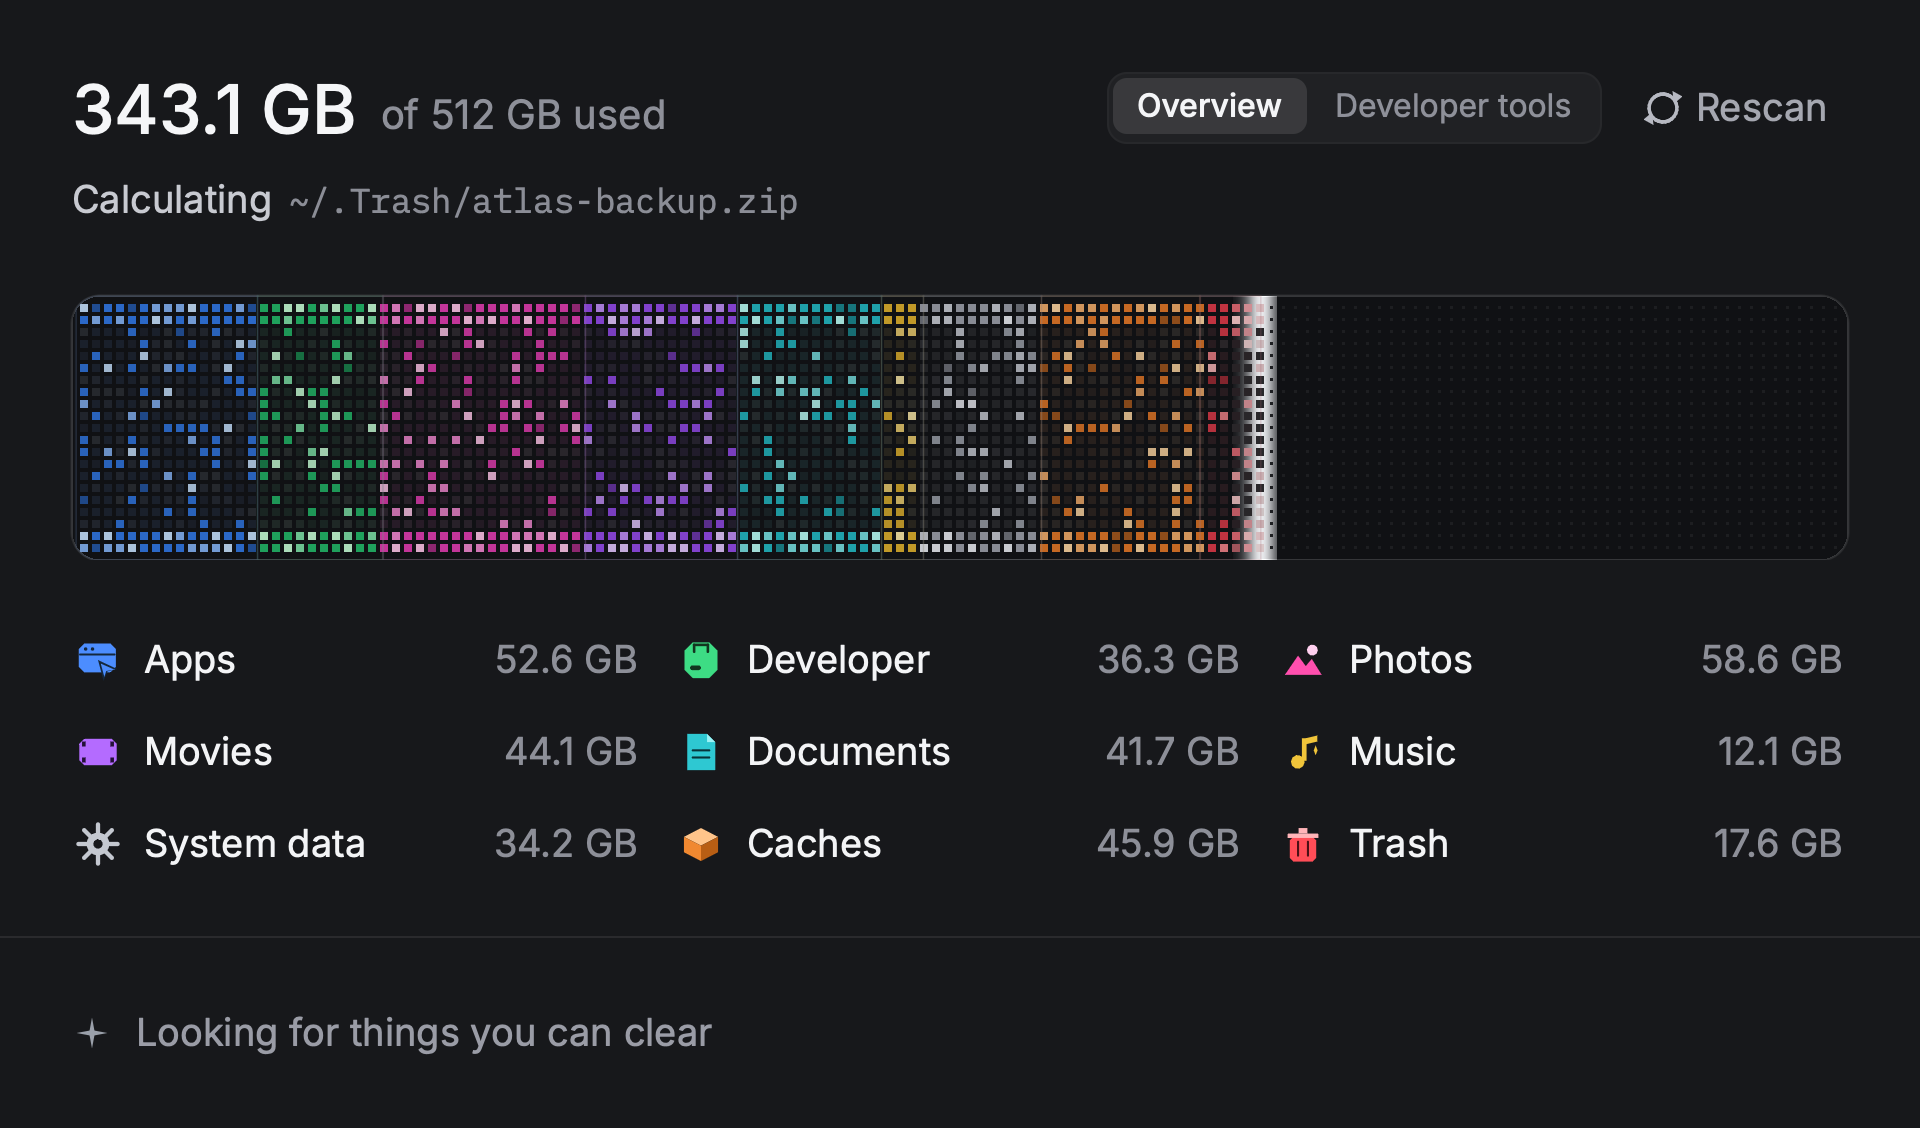 343.1 GB of 512 GB used
Overview
Developer tools
Rescan
Calculating ~/.Trash/atlas-backup.zip
Apps 52.6 GB
Developer 36.3 GB
Photos 58.6 GB
Movies 44.1 GB
Documents 41.7 GB
Music 12.1 GB
System data 34.2 GB
Caches 45.9 GB
Trash 17.6 GB
Looking for things you can clear